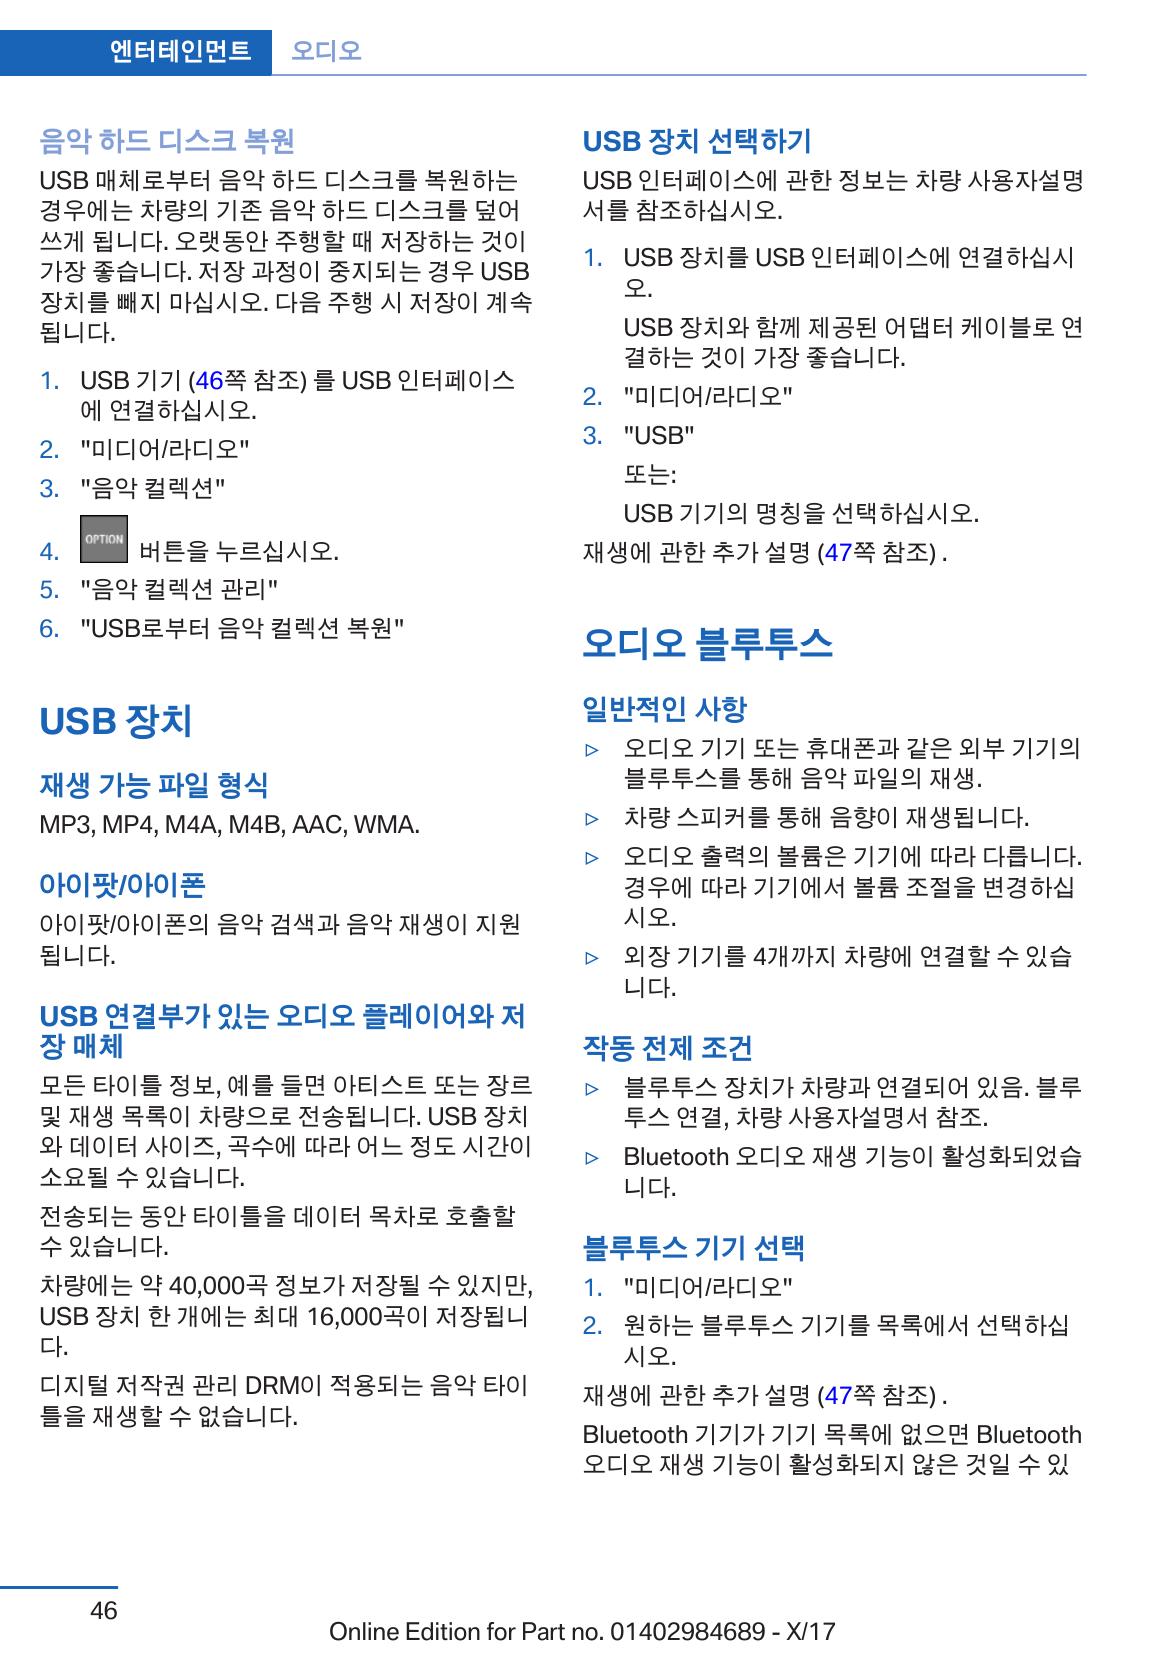 엔터테인먼트 오디오
음악 하드 디스크 복원
USB 매체로부터 음악 하드 디스크를 복원하는
경우에는 차량의 기존 음악 하드 디스크를 덮어
쓰게 됩니다. 오랫동안 주행할 때 저장하는 것이
가장 좋습니다. 저장 과정이 중지되는 경우 USB
장치를 빼지 마십시오. 다음 주행 시 저장이 계속
됩니다.
1. USB 기기 (46쪽 참조) 를 USB 인터페이스
에 연결하십시오.
2. "미디어/라디오"
3. "음악 컬렉션"
4. OPTION 버튼을 누르십시오.
5. "음악 컬렉션 관리"
6. "USB로부터 음악 컬렉션 복원"
USB 장치
재생 가능 파일 형식
MP3, MP4, M4A, M4B, AAC, WMA.
아이팟/아이폰
아이팟/아이폰의 음악 검색과 음악 재생이 지원
됩니다.
USB 연결부가 있는 오디오 플레이어와 저
장 매체
모든 타이틀 정보, 예를 들면 아티스트 또는 장르
및 재생 목록이 차량으로 전송됩니다. USB 장치
와 데이터 사이즈, 곡수에 따라 어느 정도 시간이
소요될 수 있습니다.
전송되는 동안 타이틀을 데이터 목차로 호출할
수 있습니다.
차량에는 약 40,000곡 정보가 저장될 수 있지만,
USB 장치 한 개에는 최대 16,000곡이 저장됩니
다.
디지털 저작권 관리 DRM이 적용되는 음악 타이
틀을 재생할 수 없습니다.
USB 장치 선택하기
USB 인터페이스에 관한 정보는 차량 사용자설명
서를 참조하십시오.
1. USB 장치를 USB 인터페이스에 연결하십시
오.
USB 장치와 함께 제공된 어댑터 케이블로 연
결하는 것이 가장 좋습니다.
2. "미디어/라디오"
3. "USB"
또는:
USB 기기의 명칭을 선택하십시오.
재생에 관한 추가 설명 (47쪽 참조) .
오디오 블루투스
일반적인 사항
▷ 오디오 기기 또는 휴대폰과 같은 외부 기기의
블루투스를 통해 음악 파일의 재생.
▷ 차량 스피커를 통해 음향이 재생됩니다.
▷ 오디오 출력의 볼륨은 기기에 따라 다릅니다.
경우에 따라 기기에서 볼륨 조절을 변경하십
시오.
▷ 외장 기기를 4개까지 차량에 연결할 수 있습
니다.
작동 전제 조건
▷ 블루투스 장치가 차량과 연결되어 있음. 블루
투스 연결, 차량 사용자설명서 참조.
▷ Bluetooth 오디오 재생 기능이 활성화되었습
니다.
블루투스 기기 선택
1. "미디어/라디오"
2. 원하는 블루투스 기기를 목록에서 선택하십
시오.
재생에 관한 추가 설명 (47쪽 참조) .
Bluetooth 기기가 기기 목록에 없으면 Bluetooth
오디오 재생 기능이 활성화되지 않은 것일 수 있
46
Online Edition for Part no. 01402984689 - X/17